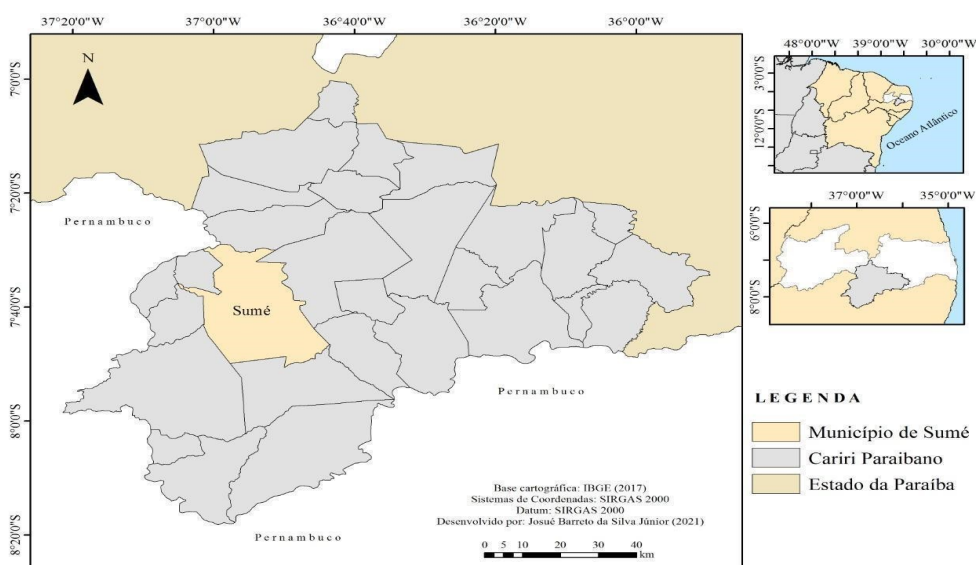 37°20'0"W 37°0'0"W 36°40'0"W 36°20'0"W 36°0'0"W
7°0'0"S
7°20'0"S
7°40'0"S
8°0'0"S
8°20'0"S
N
Pernambuco
Sumé
Pernambuco
Pernambuco
Base cartográfica: IBGE (2017)
Sistemas de Coordenadas: SIRGAS 2000
Datum: SIRGAS 2000
Desenvolvido por: Josué Barreto da Silva Júnior (2021)
0 5 10 20 30 40
km
48°0'0"W 39°0'0"W 30°0'0"W
3°0'0"S
12°0'0"S
Oceano Atlântico
37°0'0"W 35°0'0"W
6°0'0"S
8°0'0"S
LEGENDA
Município de Sumé
Cariri Paraibano
Estado da Paraíba